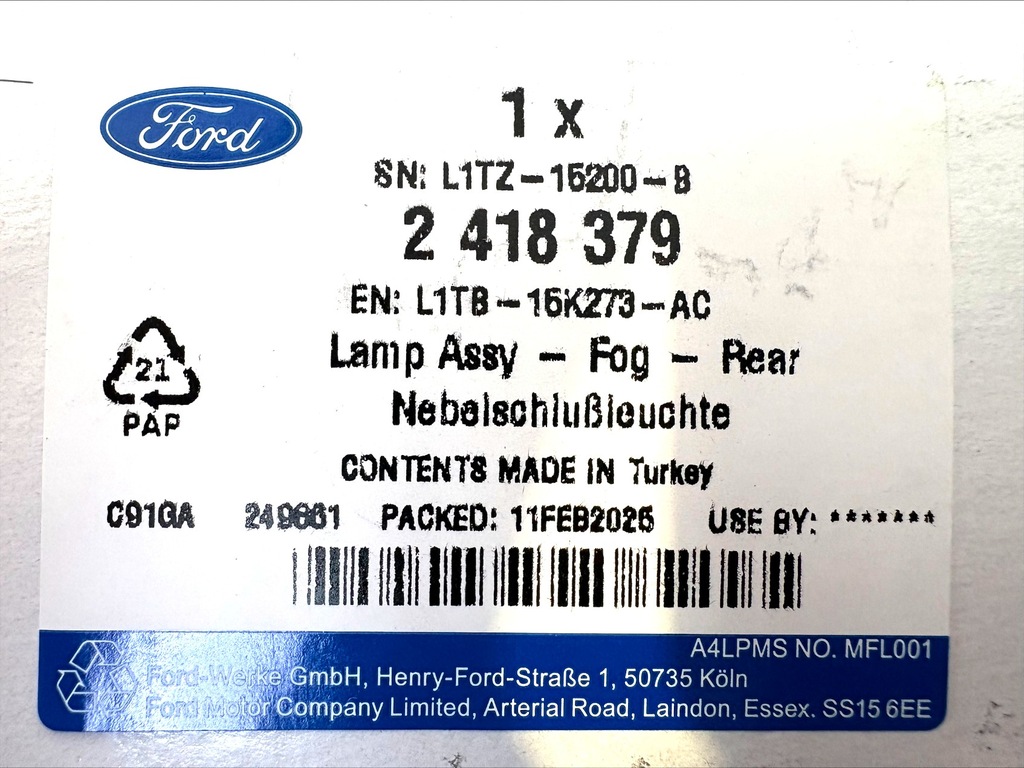 Ford
1 x
SN: L1TZ-15200-B
2 418 379
EN: L1TB-15K273-AC
Lamp Assy - Fog - Rear
Nebelschlußleuchte
21
PAP
CONTENTS MADE IN Turkey
C91GA 249661 PACKED: 11FEB2025 USE BY: *******
A4LPMS NO. MFL001
Ford-Werke GmbH, Henry-Ford-Straße 1, 50735 Köln
Ford Motor Company Limited, Arterial Road, Laindon, Essex. SS15 6EE